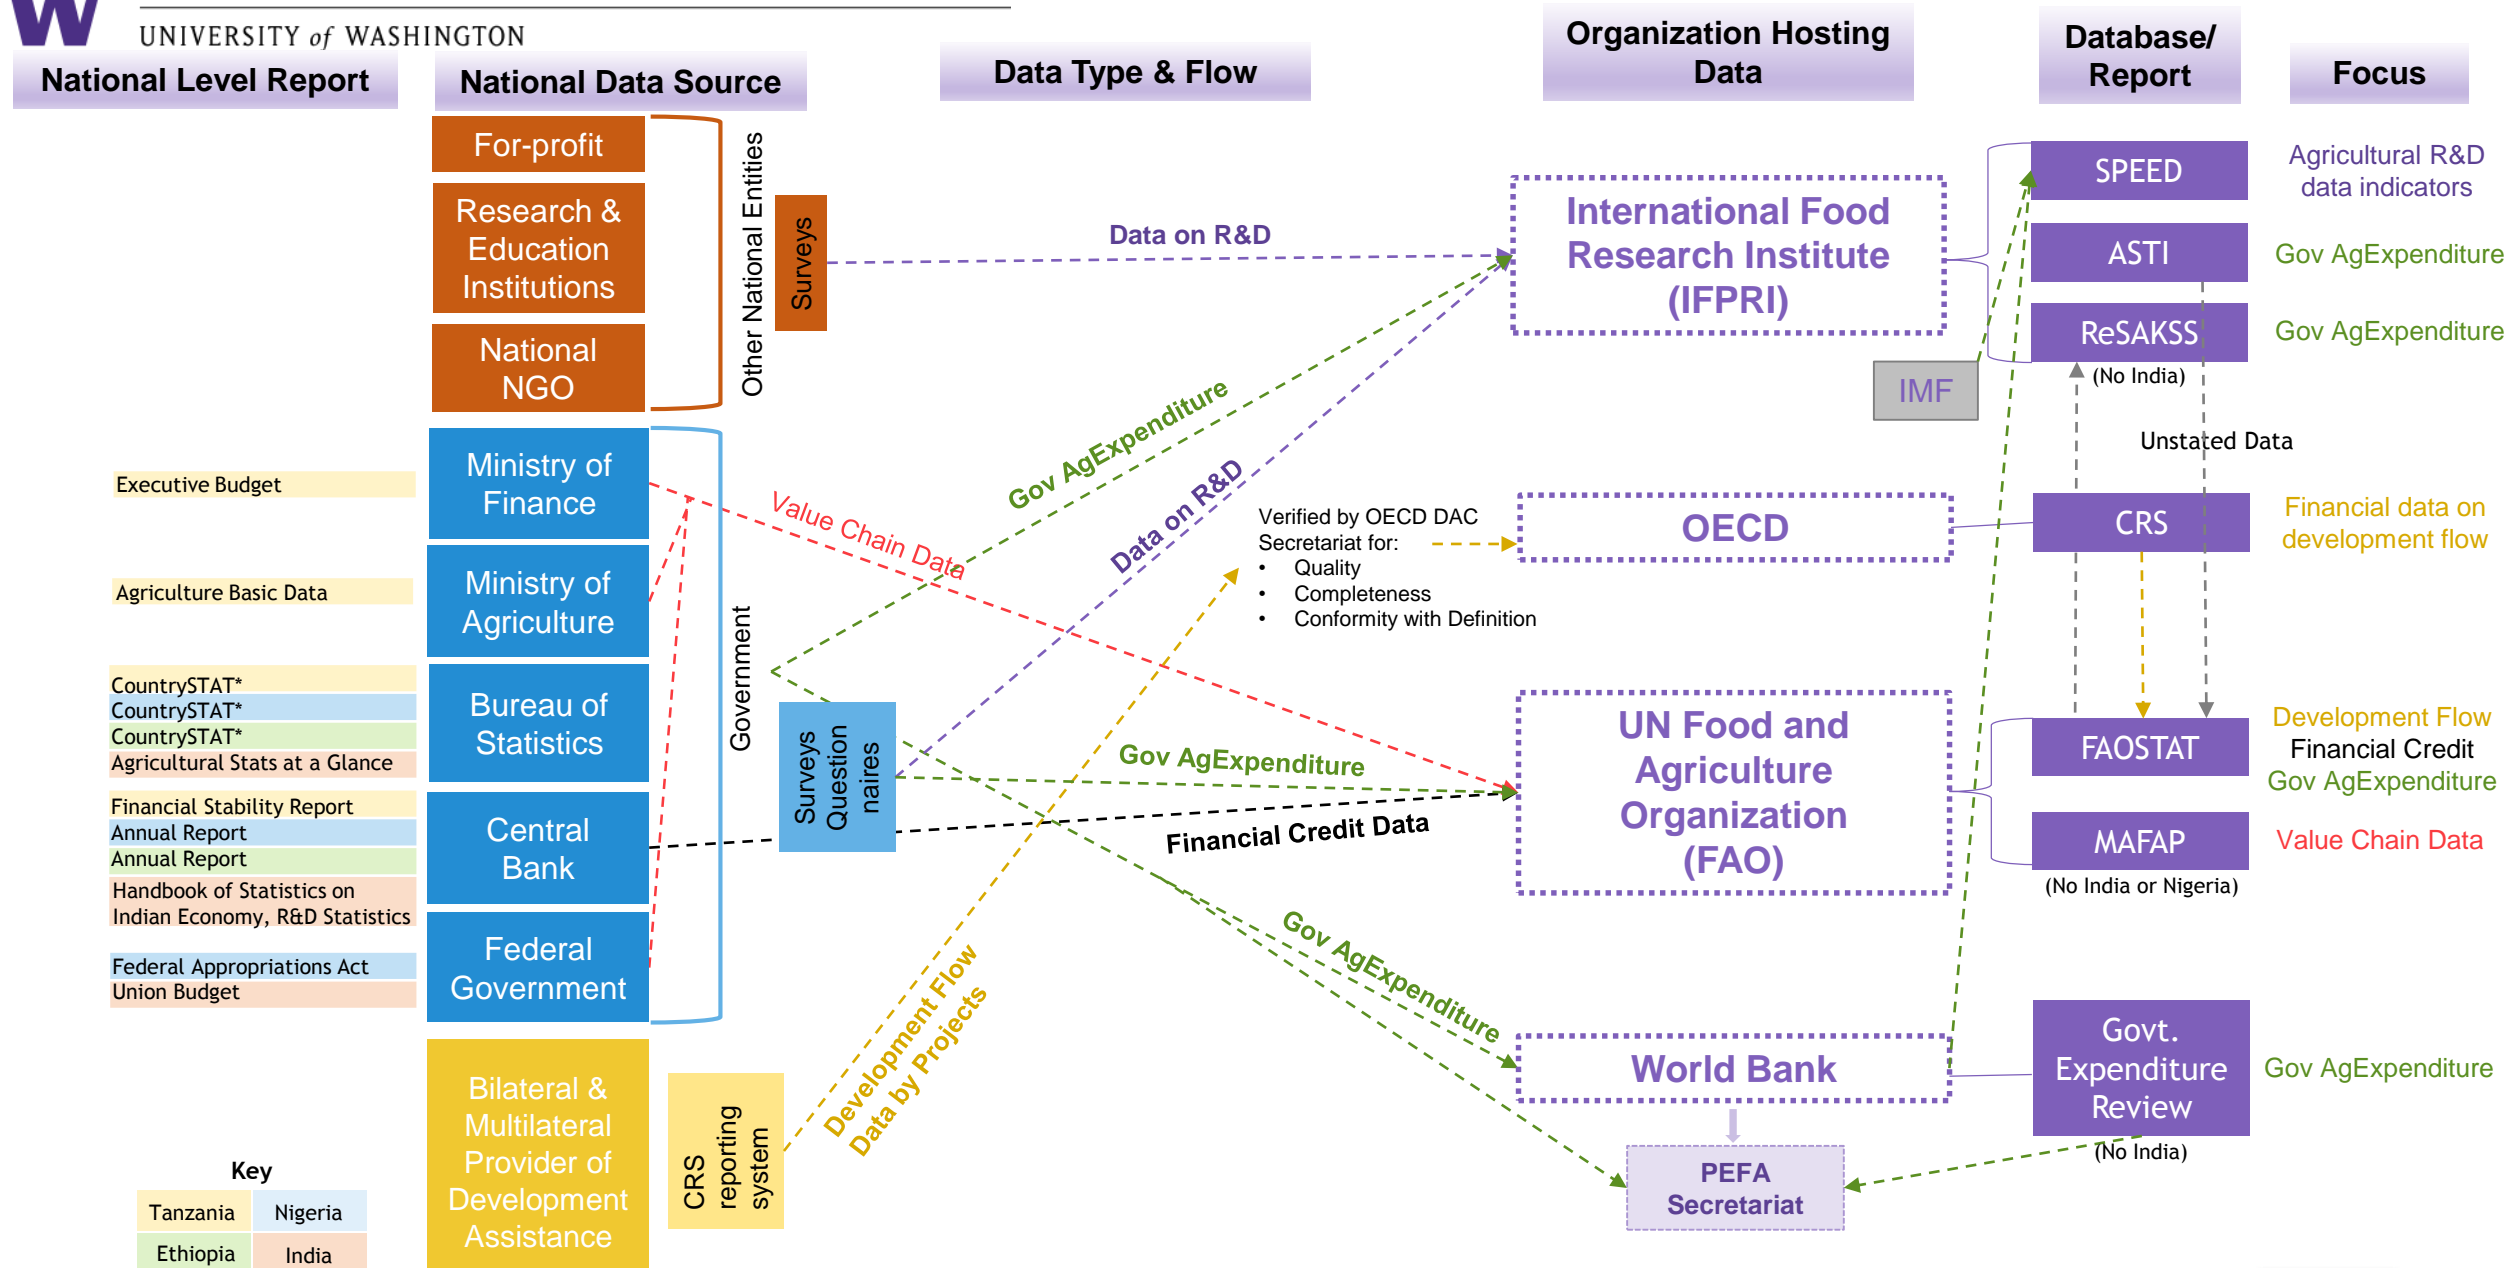 W
UNIVERSITY of WASHINGTON
National Level Report
National Data Source
Data Type & Flow
Organization Hosting
Data
Database/
Report
Focus
For-profit
Research &
Education
Institutions
National
NGO
Other National Entities
Surveys
Data on R&D
International Food
Research Institute
(IFPRI)
SPEED
Agricultural R&D
data indicators
ASTI
Gov AgExpenditure
ReSAKSS
(No India)
Gov AgExpenditure
IMF
Unstated Data
Executive Budget
Ministry of
Finance
Value Chain Data
Gov AgExpenditure
Data on R&D
Verified by OECD DAC
Secretariat for:
• Quality
• Completeness
• Conformity with Definition
OECD
CRS
Financial data on
development flow
Agriculture Basic Data
Ministry of
Agriculture
Government
CountrySTAT*
CountrySTAT*
CountrySTAT*
Agricultural Stats at a Glance
Bureau of
Statistics
Surveys
Question
naires
Gov AgExpenditure
UN Food and
Agriculture
Organization
(FAO)
FAOSTAT
Development Flow
Financial Credit
Gov AgExpenditure
MAFAP
(No India or Nigeria)
Value Chain Data
Financial Stability Report
Annual Report
Annual Report
Handbook of Statistics on
Indian Economy, R&D Statistics
Central
Bank
Financial Credit Data
Federal Appropriations Act
Union Budget
Federal
Government
Gov AgExpenditure
Development Flow
Data by Projects
Bilateral &
Multilateral
Provider of
Development
Assistance
CRS
reporting
system
World Bank
PEFA
Secretariat
Govt.
Expenditure
Review
(No India)
Gov AgExpenditure
Key
Tanzania
Nigeria
Ethiopia
India